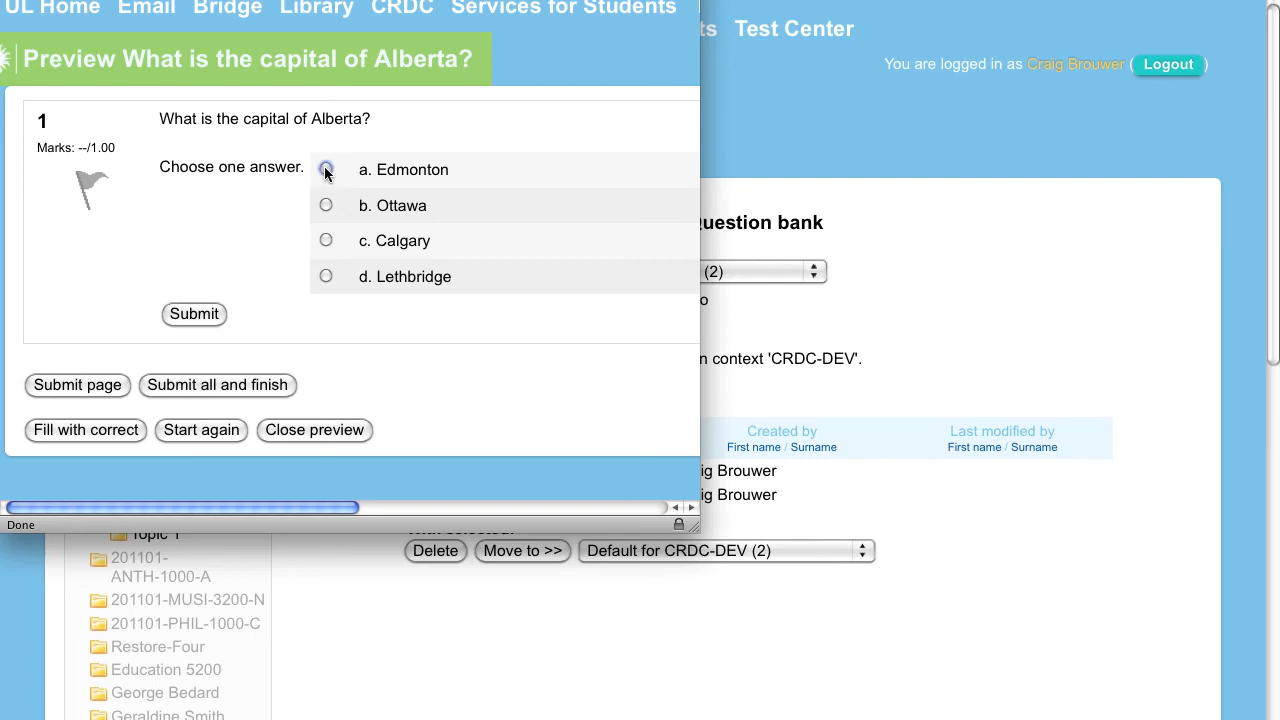 UL Home Email Bridge Library CRDC Services for Students
Preview What is the capital of Alberta?
1
Marks: --/1.00
What is the capital of Alberta?
Choose one answer.
a. Edmonton
b. Ottawa
c. Calgary
d. Lethbridge
Submit
Submit page Submit all and finish
Fill with correct Start again Close preview
Done
ts Test Center
You are logged in as Craig Brouwer (Logout)
uestion bank
(2)
o
n context 'CRDC-DEV'.
Created by Last modified by
First name / Surname First name / Surname
ig Brouwer
ig Brouwer
Delete Move to >> Default for CRDC-DEV (2)
Topic 1
201101-
ANTH-1000-A
201101-MUSI-3200-N
201101-PHIL-1000-C
Restore-Four
Education 5200
George Bedard
Geraldine Smith